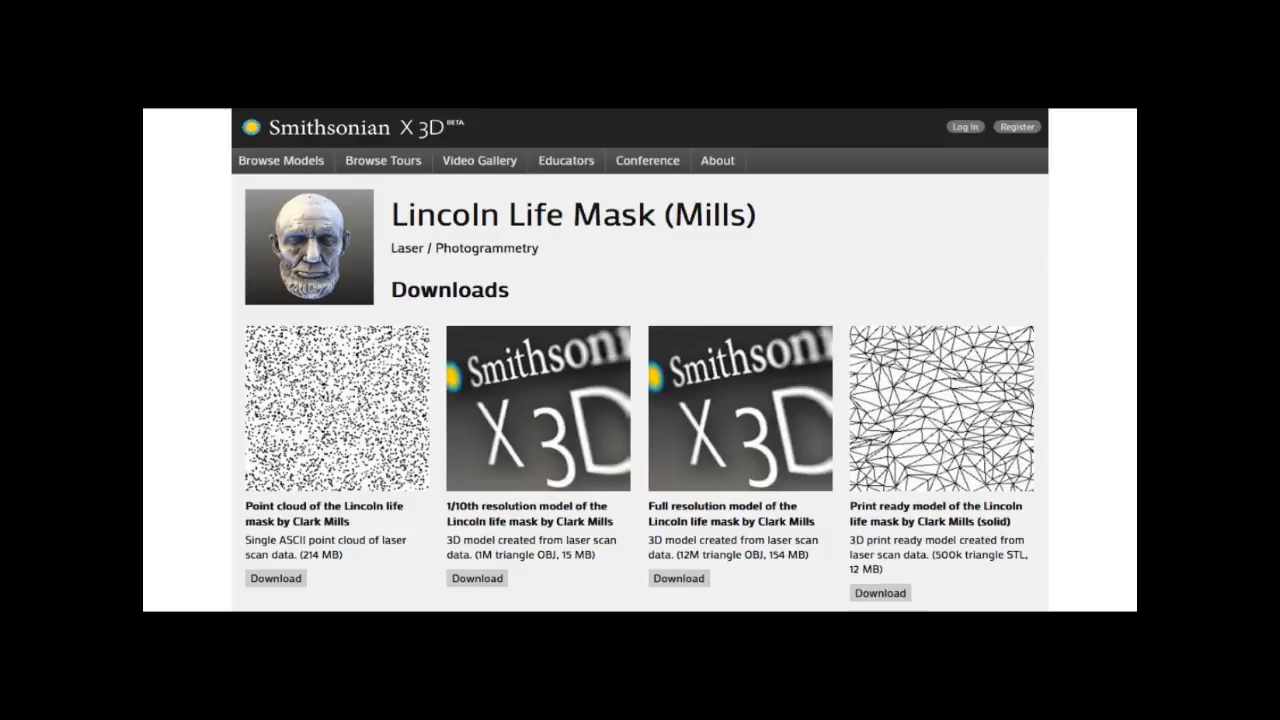 Smithsonian X 3D BETA
Log In Register
Browse Models Browse Tours Video Gallery Educators Conference About
Lincoln Life Mask (Mills)
Laser / Photogrammetry
Downloads
Smithsoni
X 3D
Smithsoni
X 3D
Point cloud of the Lincoln life
mask by Clark Mills
Single ASCII point cloud of laser
scan data. (214 MB)
Download
1/10th resolution model of the
Lincoln life mask by Clark Mills
3D model created from laser scan
data. (1M triangle OBJ, 15 MB)
Download
Full resolution model of the
Lincoln life mask by Clark Mills
3D model created from laser scan
data. (12M triangle OBJ, 154 MB)
Download
Print ready model of the Lincoln
life mask by Clark Mills (solid)
3D print ready model created from
laser scan data. (500k triangle STL,
12 MB)
Download